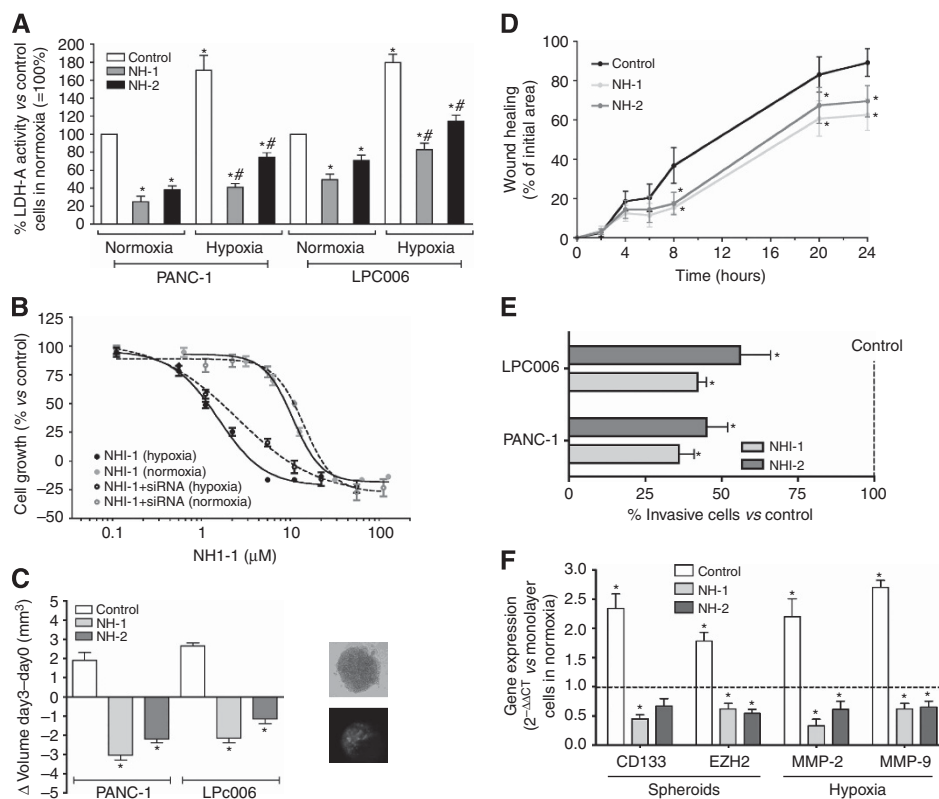 A
% LDH-A activity vs control
cells in normoxia (=100%)
200
180
160
140
120
100
80
60
40
20
0
Control
NH-1
NH-2
*
*
*
*#
*#
*
*
*
*#
*#
Normoxia
Hypoxia
Normoxia
Hypoxia
PANC-1
LPC006
D
Wound healing
(% of initial area)
100
80
60
40
20
0
Control
NH-1
NH-2
*
*
*
*
*
*
0
4
8
12
16
20
24
Time (hours)
B
Cell growth (% vs control)
125
100
75
50
25
0
–25
–50
NHI-1 (hypoxia)
NHI-1 (normoxia)
NHI-1+siRNA (hypoxia)
NHI-1+siRNA (normoxia)
0.1
1
10
100
NH1-1 (μM)
E
Control
LPC006
*
*
PANC-1
*
*
NHI-1
NHI-2
0
25
50
75
100
% Invasive cells vs control
C
Δ Volume day3–day0 (mm³)
5
4
3
2
1
0
–1
–2
–3
–4
–5
Control
NH-1
NH-2
*
*
*
*
PANC-1
LPc006
F
Gene expression
(2⁻ΔΔCT vs monolayer
cells in normoxia)
3.0
2.5
2.0
1.5
1.0
0.5
0.0
Control
NH-1
NH-2
*
*
*
*
*
*
*
*
*
*
*
CD133
EZH2
MMP-2
MMP-9
Spheroids
Hypoxia